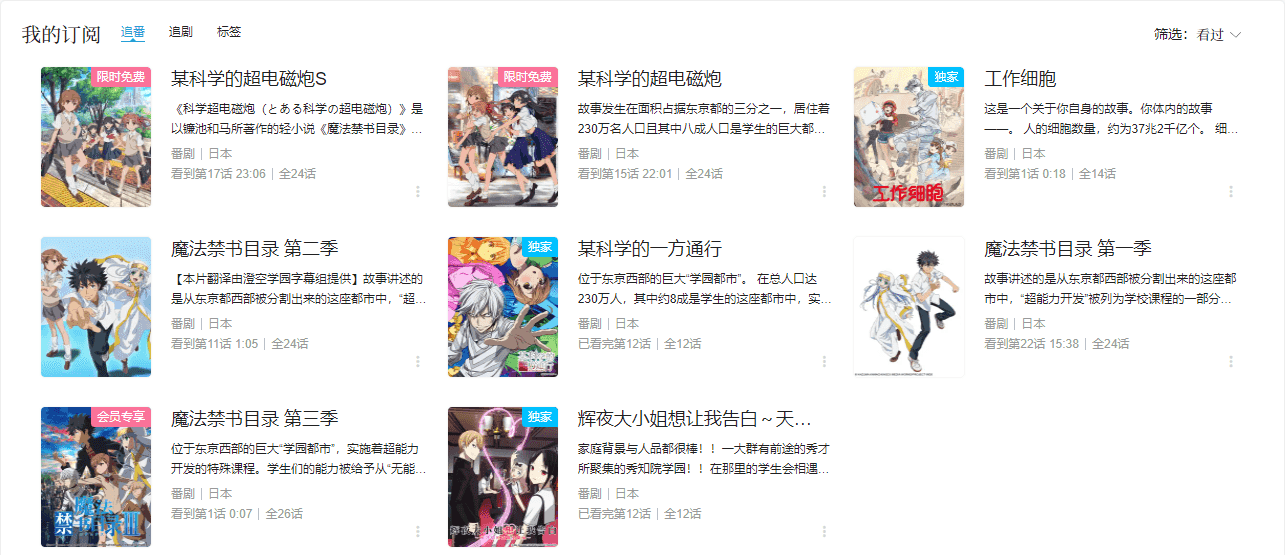 我的订阅 追番 追剧 标签 筛选: 看过
限时免费
某科学的超电磁炮S
《科学超电磁炮（とある科学の超电磁炮）》是
以镰池和马所著作的轻小说《魔法禁书目录》…
番剧｜日本
看到第17话 23:06｜全24话
限时免费
某科学的超电磁炮
故事发生在面积占据东京都的三分之一，居住着
230万名人口且其中八成人口是学生的巨大都…
番剧｜日本
看到第15话 22:01｜全24话
独家
工作细胞
工作细胞
这是一个关于你自身的故事。你体内的故事
——。 人的细胞数量，约为37兆2千亿个。 细…
番剧｜日本
看到第1话 0:18｜全14话
魔法禁书目录 第二季
【本片翻译由澄空学园字幕组提供】故事讲述的
是从东京都西部被分割出来的这座都市中，“超…
番剧｜日本
看到第11话 1:05｜全24话
独家
某科学的一方通行
位于东京西部的巨大“学园都市”。 在总人口达
230万人，其中约8成是学生的这座都市中，实…
番剧｜日本
已看完第12话｜全12话
魔法禁书目录 第一季
故事讲述的是从东京都西部被分割出来的这座都
市中，“超能力开发”被列为学校课程的一部分…
番剧｜日本
看到第22话 15:38｜全24话
会员专享
魔法禁书目录 第三季
位于东京西部的巨大“学园都市”，实施着超能力
开发的特殊课程。学生们的能力被给予从“无能…
番剧｜日本
看到第1话 0:07｜全26话
独家
辉夜大小姐想让我告白
辉夜大小姐想让我告白～天…
家庭背景与人品都很棒！！一大群有前途的秀才
所聚集的秀知院学园！！在那里的学生会相遇…
番剧｜日本
已看完第12话｜全12话